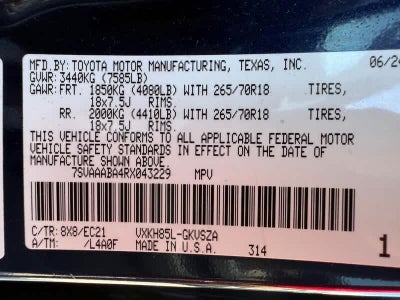 MFD.BY: TOYOTA MOTOR MANUFACTURING, TEXAS, INC. 06/24
GVWR: 3440KG (7585LB)
GAWR: FRT. 1850KG (4080LB) WITH 265/70R18 TIRES,
18x7.5J RIMS.
RR. 2000KG (4410LB) WITH 265/70R18 TIRES,
18x7.5J RIMS.
THIS VEHICLE CONFORMS TO ALL APPLICABLE FEDERAL MOTOR
VEHICLE SAFETY STANDARDS IN EFFECT ON THE DATE OF
MANUFACTURE SHOWN ABOVE.
7SVAAABA4RX043229 MPV
C/TR: 8X8/EC21 VXKH85L-GKVSZA
A/TM: /L4A0F MADE IN U.S.A. 314 1